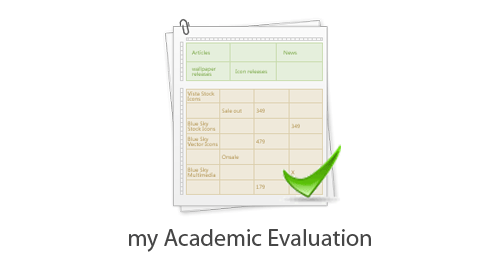 Articles News
wallpaper
releases Icon releases
Vista Stock
Icons
Sale out 349
Blue Sky
Stock Icons 349
Blue Sky
Vector Icons 479
Onsale
Blue Sky
Multimedia
179
my Academic Evaluation